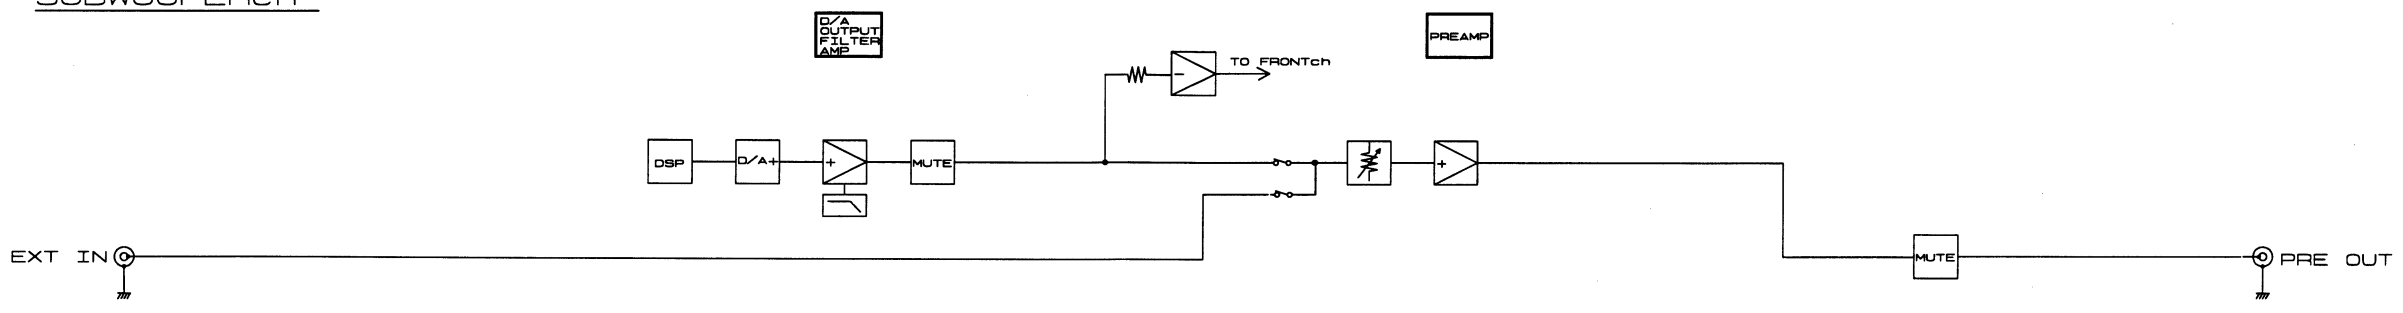 D/A
OUTPUT
FILTER
AMP
PREAMP
TO FRONTch
DSP
D/A+
+
MUTE
−
+
EXT IN
MUTE
PRE OUT